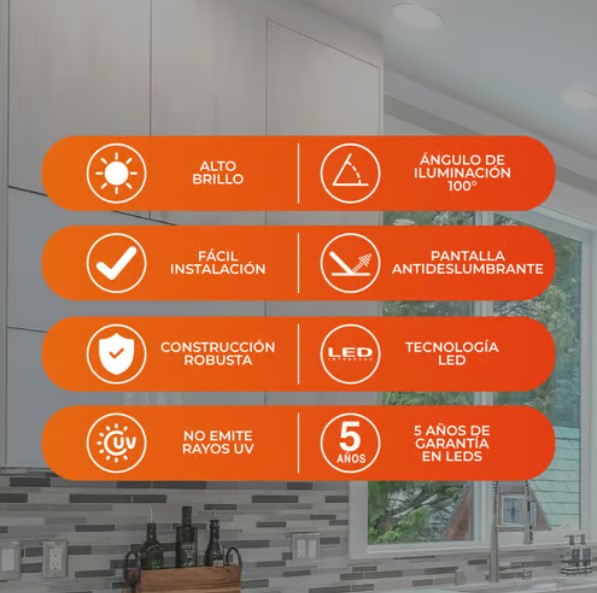 ALTO
BRILLO
ÁNGULO DE
ILUMINACIÓN
100°
FÁCIL
INSTALACIÓN
PANTALLA
ANTIDESLUMBRANTE
CONSTRUCCIÓN
ROBUSTA
LED
INTEGRADO
TECNOLOGÍA
LED
UV
NO EMITE
RAYOS UV
5
AÑOS
5 AÑOS DE
GARANTÍA
EN LEDS